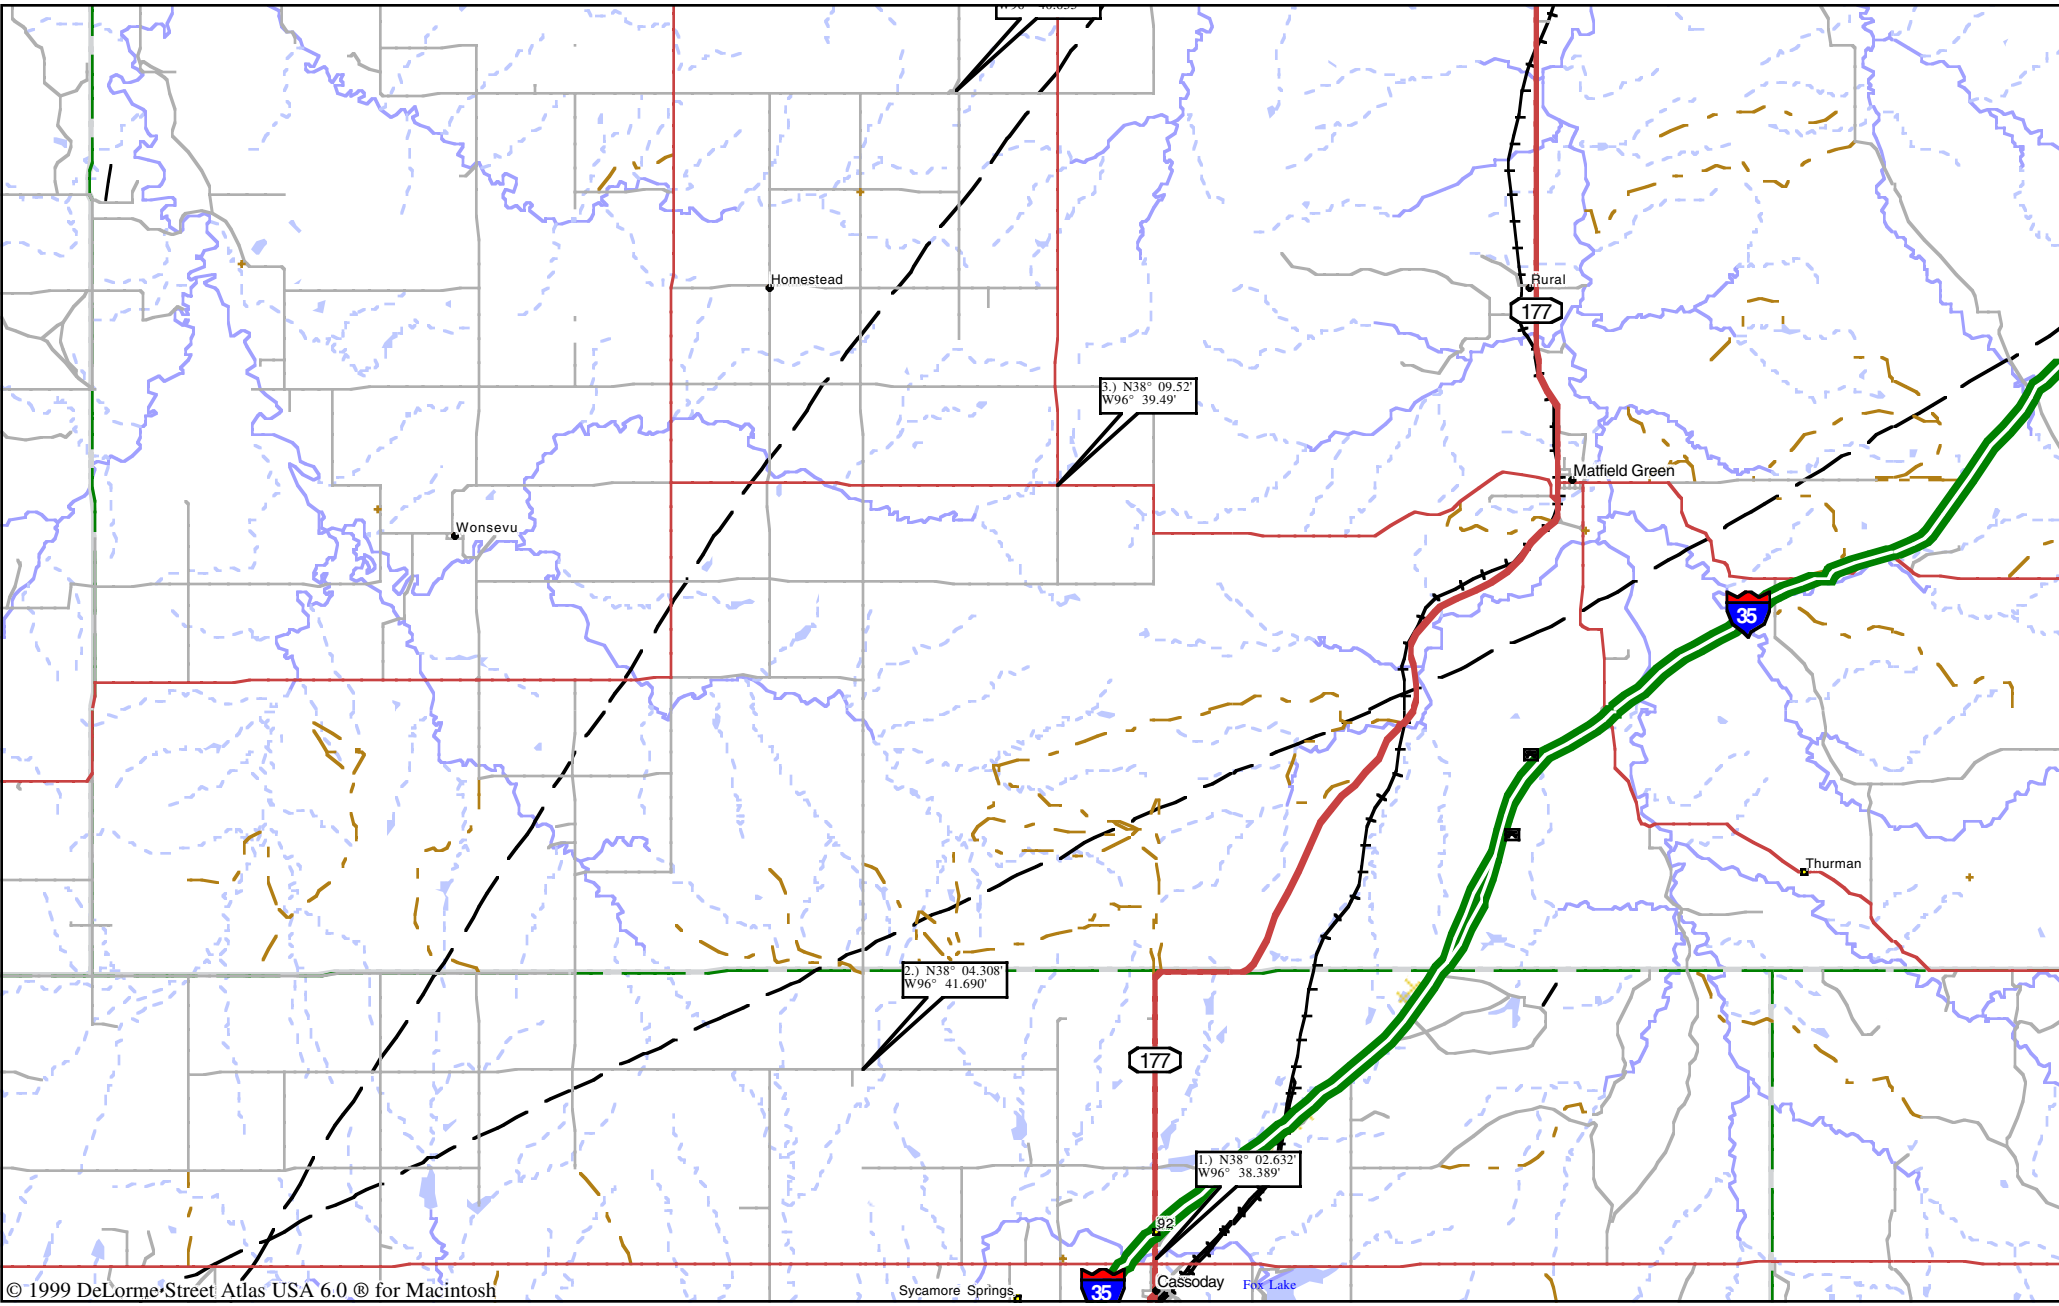 Homestead
Rural
177
3.) N38° 09.52'
W96° 39.49'
Matfield Green
Wonsevu
35
Thurman
2.) N38° 04.308'
W96° 41.690'
177
1.) N38° 02.632'
W96° 38.389'
92
Cassoday
Fox Lake
Sycamore Springs
35
© 1999 DeLorme Street Atlas USA 6.0 ® for Macintosh